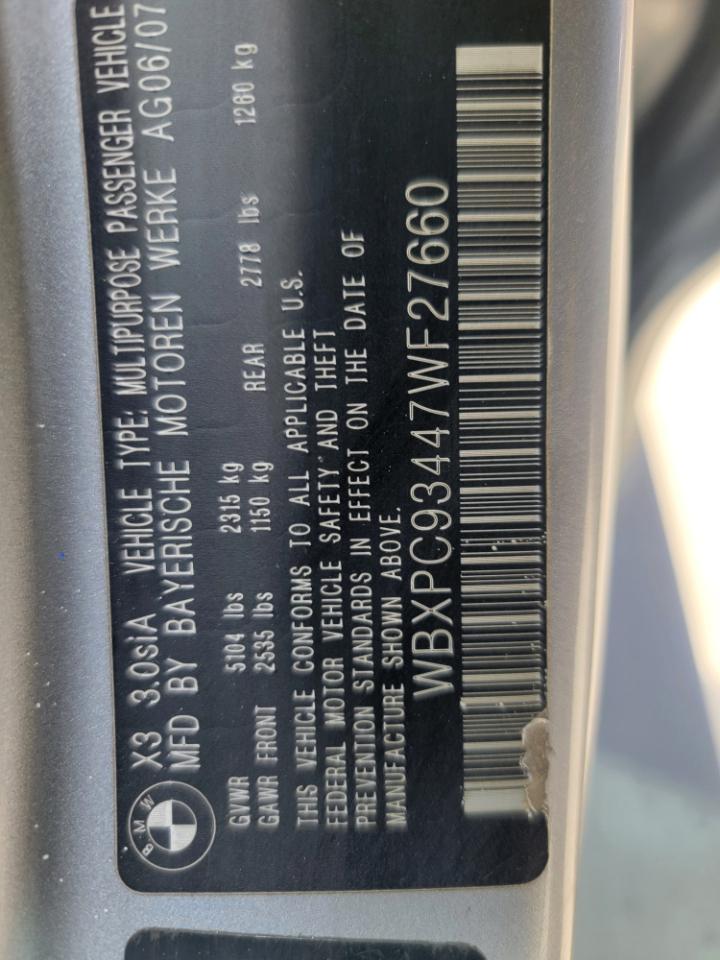 BMW
X3 3.0siA VEHICLE TYPE: MULTIPURPOSE PASSENGER VEHICLE
MFD BY BAYERISCHE MOTOREN WERKE AG06/07
GVWR 5104 lbs 2315 kg
GAWR FRONT 2535 lbs 1150 kg REAR 2778 lbs 1260 kg
THIS VEHICLE CONFORMS TO ALL APPLICABLE U.S.
FEDERAL MOTOR VEHICLE SAFETY AND THEFT
PREVENTION STANDARDS IN EFFECT ON THE DATE OF
MANUFACTURE SHOWN ABOVE.
WBXPC93447WF27660